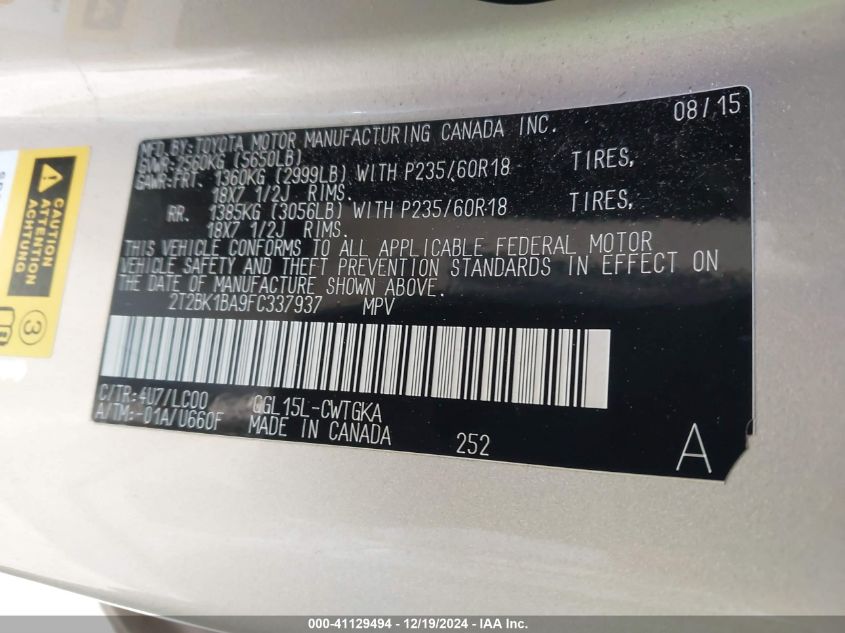 MFD.BY:TOYOTA MOTOR MANUFACTURING CANADA INC. 08/15
GVWR:2560KG (5650LB)
GAWR:FRT. 1360KG (2999LB) WITH P235/60R18 TIRES,
18X7 1/2J RIMS.
RR. 1385KG (3056LB) WITH P235/60R18 TIRES,
18X7 1/2J RIMS.
THIS VEHICLE CONFORMS TO ALL APPLICABLE FEDERAL MOTOR
VEHICLE SAFETY AND THEFT PREVENTION STANDARDS IN EFFECT ON
THE DATE OF MANUFACTURE SHOWN ABOVE.
2T2BK1BA9FC337937 MPV
C/TR:4U7/LC00 GGL15L-CWTGKA
A/TM:-01A/U660F MADE IN CANADA 252 A
CAUTION
ATTENTION
ACHTUNG
3
000-41129494 - 12/19/2024 - IAA Inc.